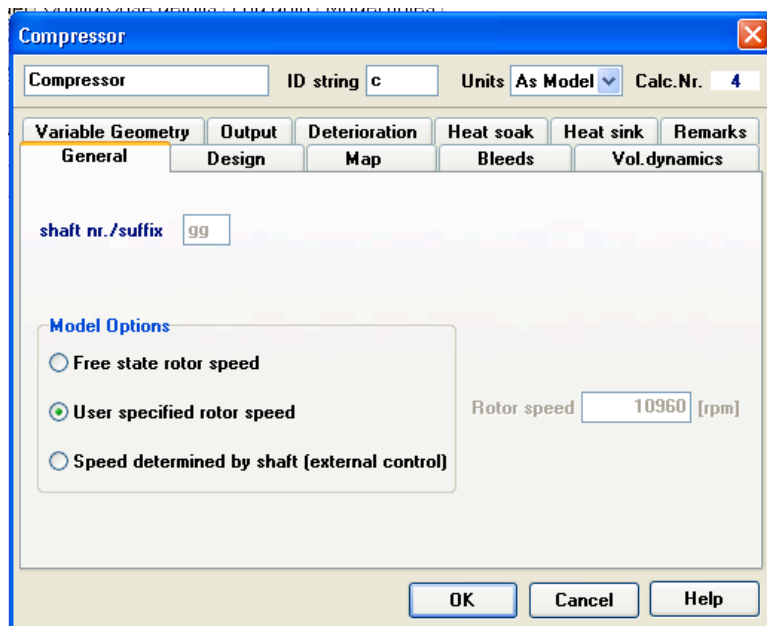 Compressor
Compressor ID string c Units As Model Calc.Nr. 4
Variable Geometry Output Deterioration Heat soak Heat sink Remarks
General Design Map Bleeds Vol.dynamics
shaft nr./suffix gg
Model Options
Free state rotor speed
User specified rotor speed
Rotor speed 10960 [rpm]
Speed determined by shaft (external control)
OK Cancel Help